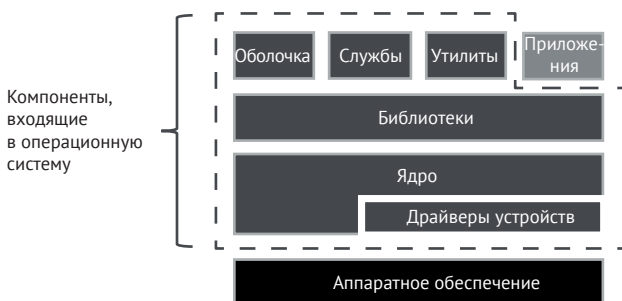 Оболочка
Службы
Утилиты
Приложе-
ния
Компоненты,
входящие
в операционную
систему
Библиотеки
Ядро
Драйверы устройств
Аппаратное обеспечение